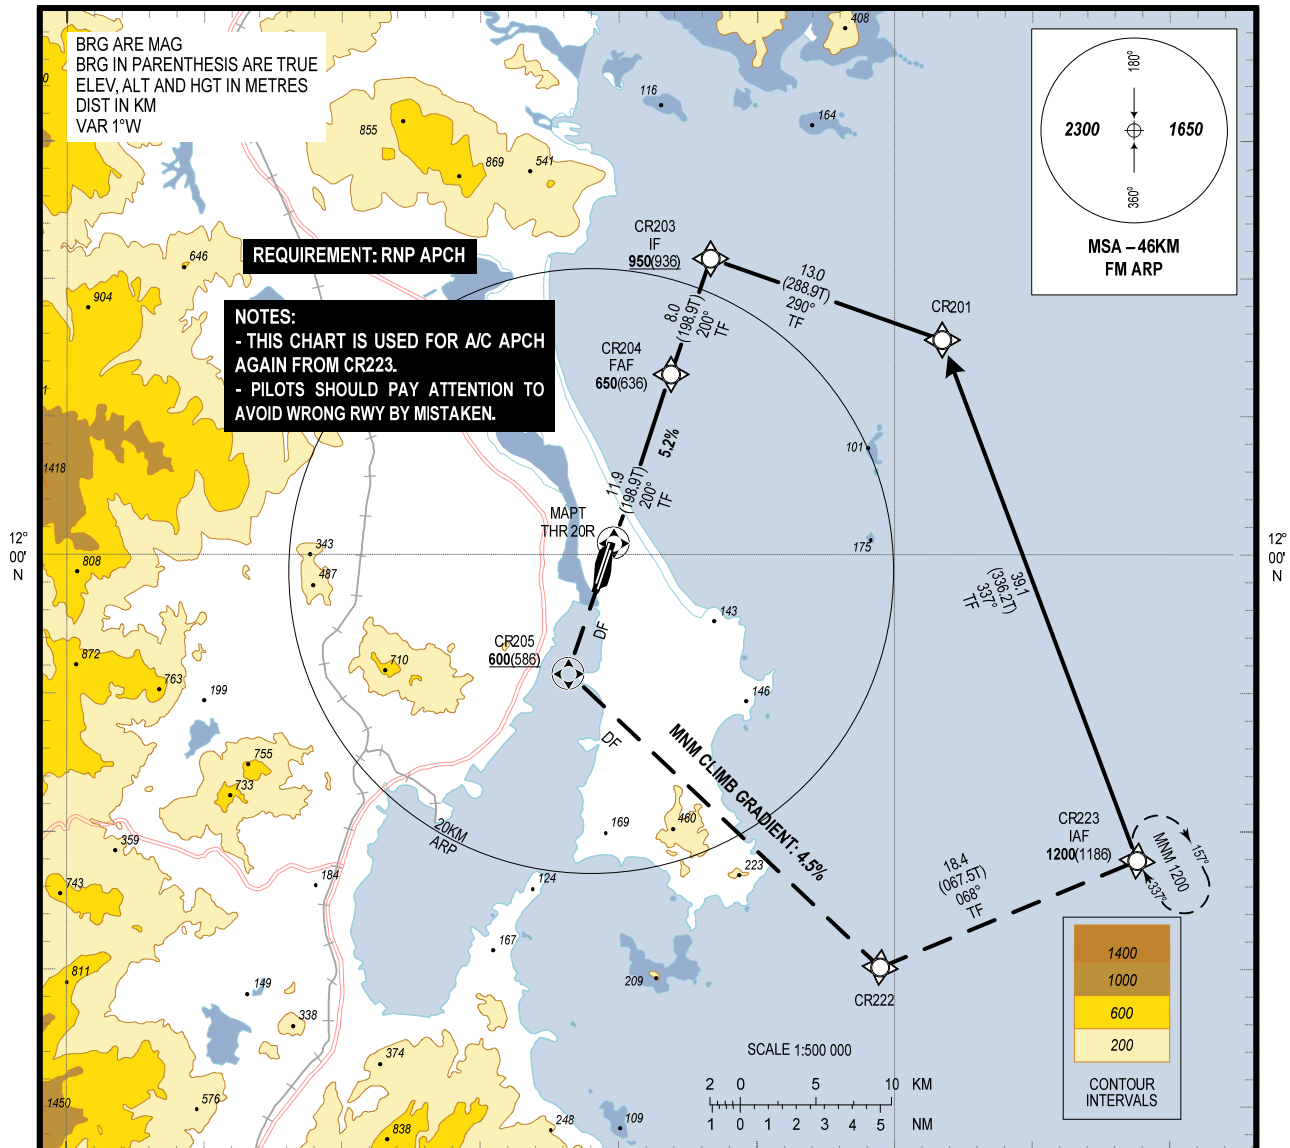 BRG ARE MAG
BRG IN PARENTHESIS ARE TRUE
ELEV, ALT AND HGT IN METRES
DIST IN KM
VAR 1°W
408
116
164
855
869
541
180°
2300
1650
360°
MSA – 46KM
FM ARP
REQUIREMENT: RNP APCH
646
904
NOTES:
- THIS CHART IS USED FOR A/C APCH
AGAIN FROM CR223.
- PILOTS SHOULD PAY ATTENTION TO
AVOID WRONG RWY BY MISTAKEN.
CR203
IF
950(936)
13.0
(288.9T)
290°
TF
CR201
8.0
(198.9T)
200°
TF
CR204
FAF
650(636)
5.2%
101
1418
11.9
(198.9T)
200°
TF
MAPT
THR 20R
12°
00'
N
12°
00'
N
343
487
808
175
39.1
(336.2T)
337°
TF
143
DF
CR205
600(586)
872
763
710
199
146
DF
MNM CLIMB GRADIENT: 4.5%
755
733
20KM
ARP
169
460
223
359
743
184
124
CR223
IAF
1200(1186)
MNM 1200
157°
337°
18.4
(067.5T)
068°
TF
167
811
149
209
CR222
338
1400
1000
600
200
CONTOUR
INTERVALS
374
576
1450
838
248
109
SCALE 1:500 000
2 0 5 10 KM
1 0 1 2 3 4 5 NM